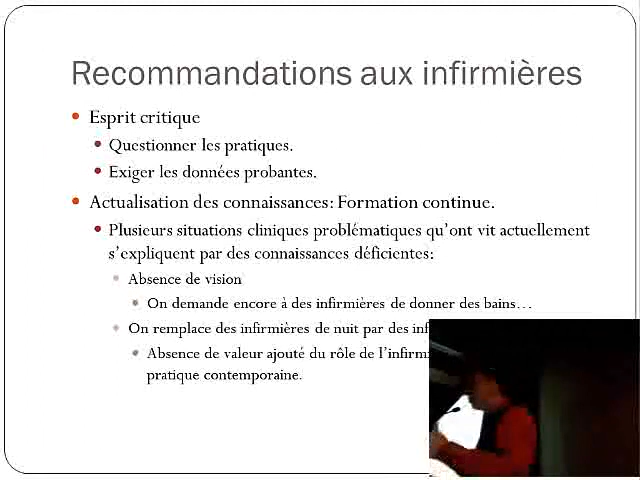 Recommandations aux infirmières
Esprit critique
Questionner les pratiques.
Exiger les données probantes.
Actualisation des connaissances: Formation continue.
Plusieurs situations cliniques problématiques qu’ont vit actuellement
s’expliquent par des connaissances déficientes:
Absence de vision
On demande encore à des infirmières de donner des bains…
On remplace des infirmières de nuit par des
Absence de valeur ajouté du rôle de
pratique contemporaine.